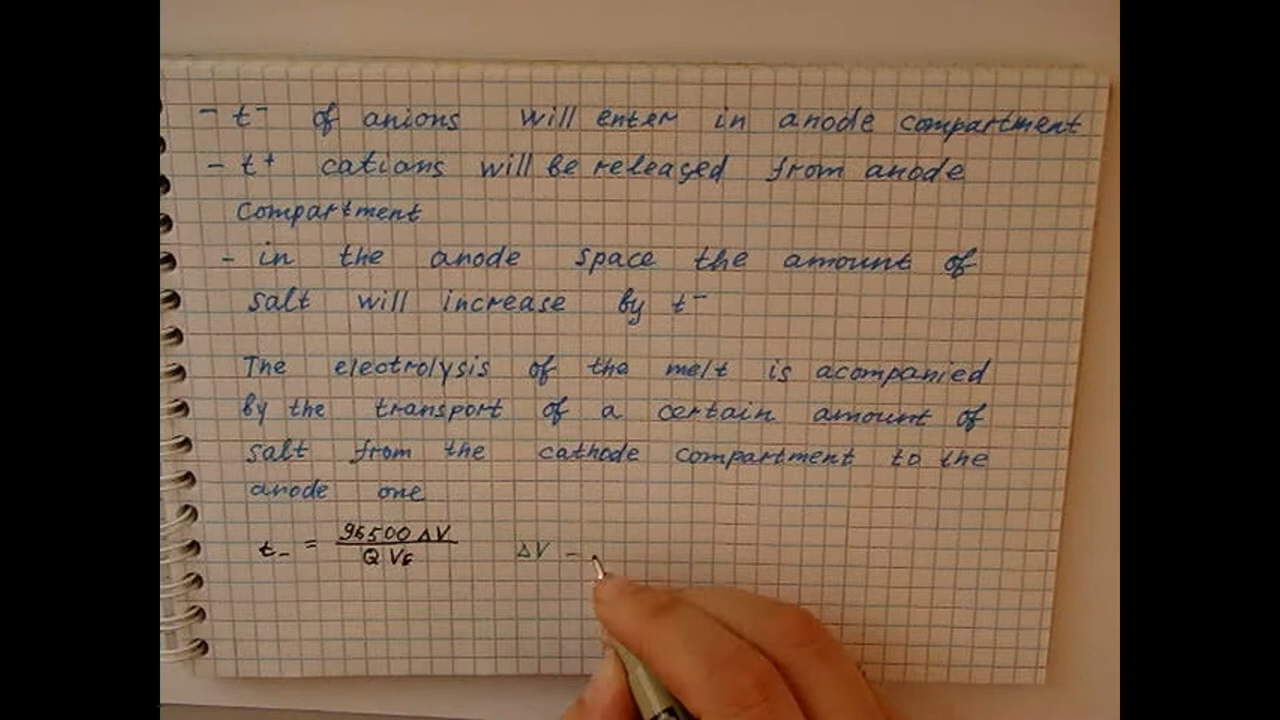 - t⁻ of anions will enter in anode compartment
- t⁺ cations will be released from anode
compartment
- in the anode space the amount of
salt will increase by t⁻
The electrolysis of the melt is acompanied
by the transport of a certain amount of
salt from the cathode compartment to the
anode one
t₋ = 96500 ΔV / Q VE ΔV -